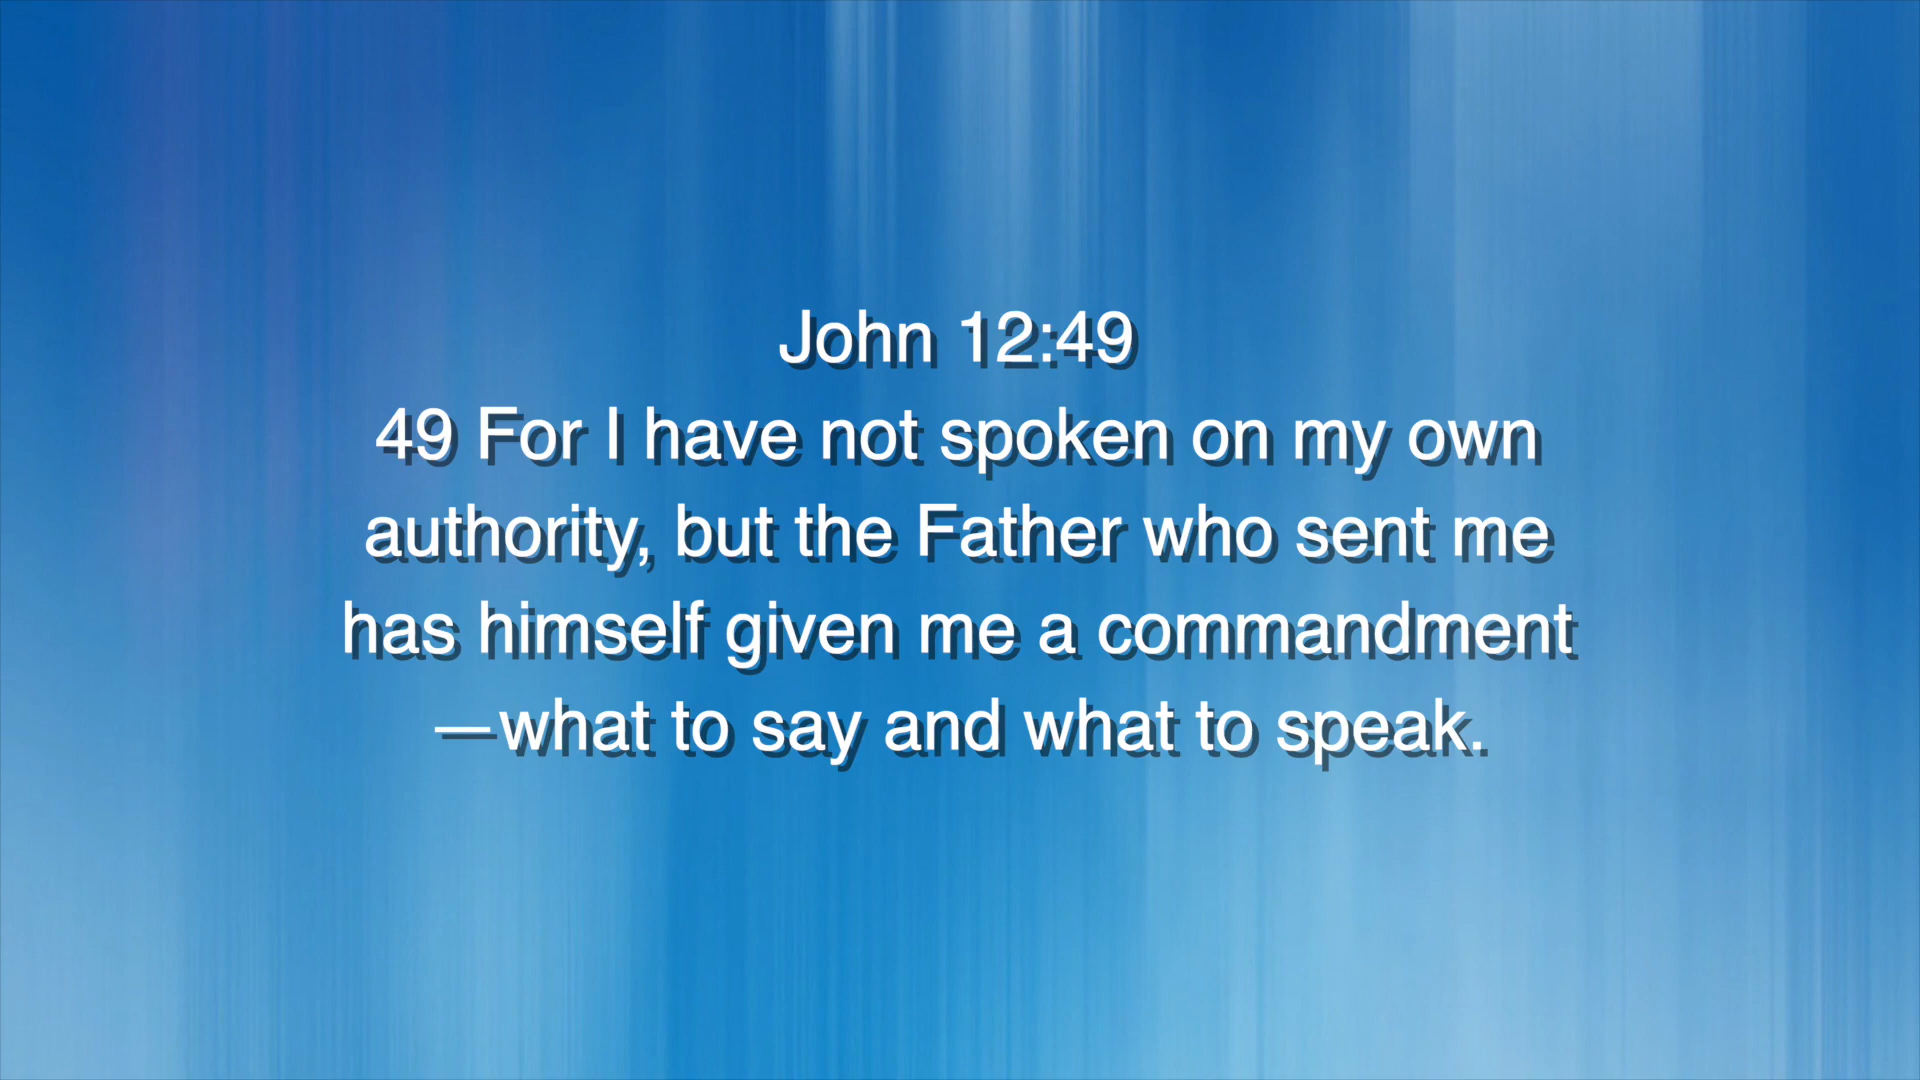 John 12:49
49 For I have not spoken on my own
authority, but the Father who sent me
has himself given me a commandment
—what to say and what to speak.